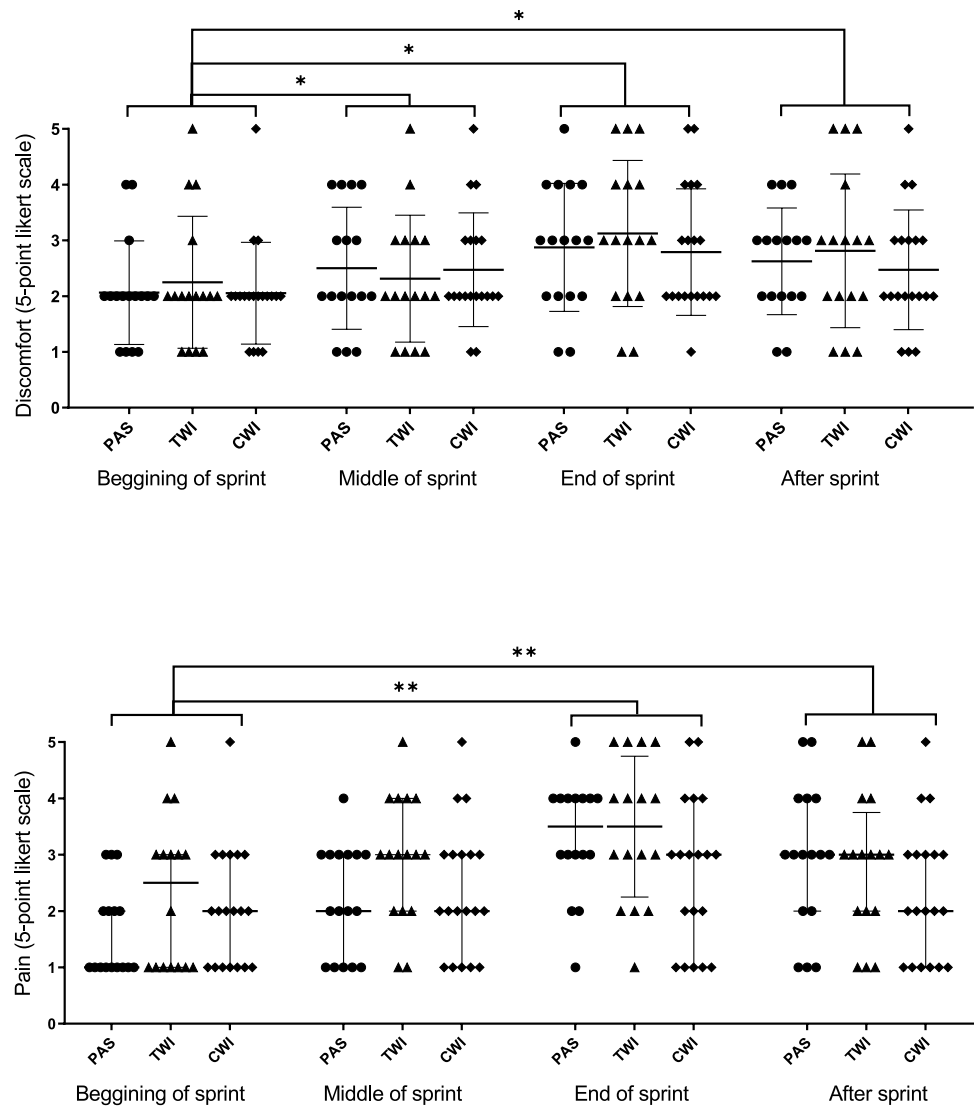 *
*
*
Discomfort (5-point likert scale)
5
4
3
2
1
0
PAS TWI CWI PAS TWI CWI PAS TWI CWI PAS TWI CWI
Beggining of sprint Middle of sprint End of sprint After sprint
**
**
Pain (5-point likert scale)
5
4
3
2
1
0
PAS TWI CWI PAS TWI CWI PAS TWI CWI PAS TWI CWI
Beggining of sprint Middle of sprint End of sprint After sprint